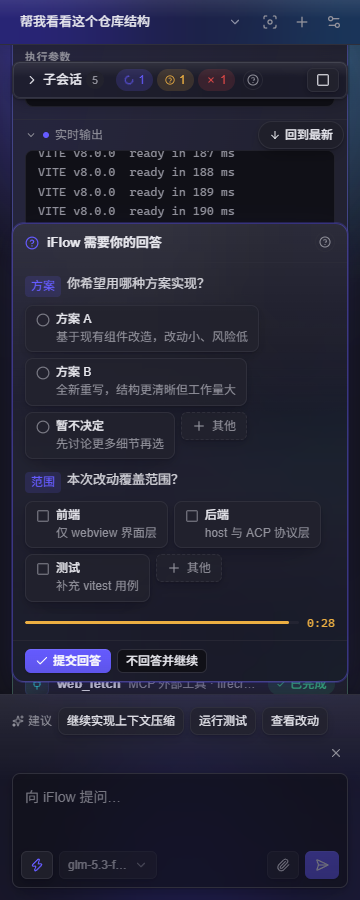 帮我看看这个仓库结构
执行参数
子会话 5 1 1 1
实时输出
回到最新
VITE v8.0.0 ready in 187 ms
VITE v8.0.0 ready in 188 ms
VITE v8.0.0 ready in 189 ms
VITE v8.0.0 ready in 190 ms
iFlow 需要你的回答
方案 你希望用哪种方案实现?
方案 A
基于现有组件改造，改动小、风险低
方案 B
全新重写，结构更清晰但工作量大
暂不决定
先讨论更多细节再选
其他
范围 本次改动覆盖范围?
前端
仅 webview 界面层
后端
host 与 ACP 协议层
测试
补充 vitest 用例
其他
0:28
提交回答
不回答并继续
web_fetch MCP 外部工具 · firecr… 已完成
建议 继续实现上下文压缩 运行测试 查看改动
向 iFlow 提问…
glm-5.3-f…